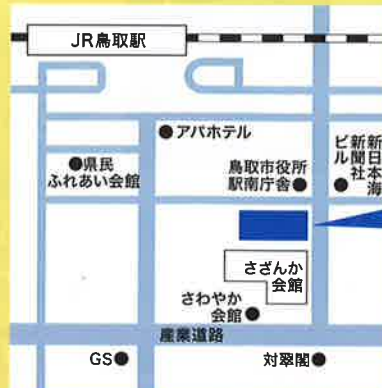 JR鳥取駅
アパホテル
県民
ふれあい会館
鳥取市役所
駅南庁舎
新日本海
新聞社
ビル
さざんか
会館
さわやか
会館
産業道路
GS
対翠閣